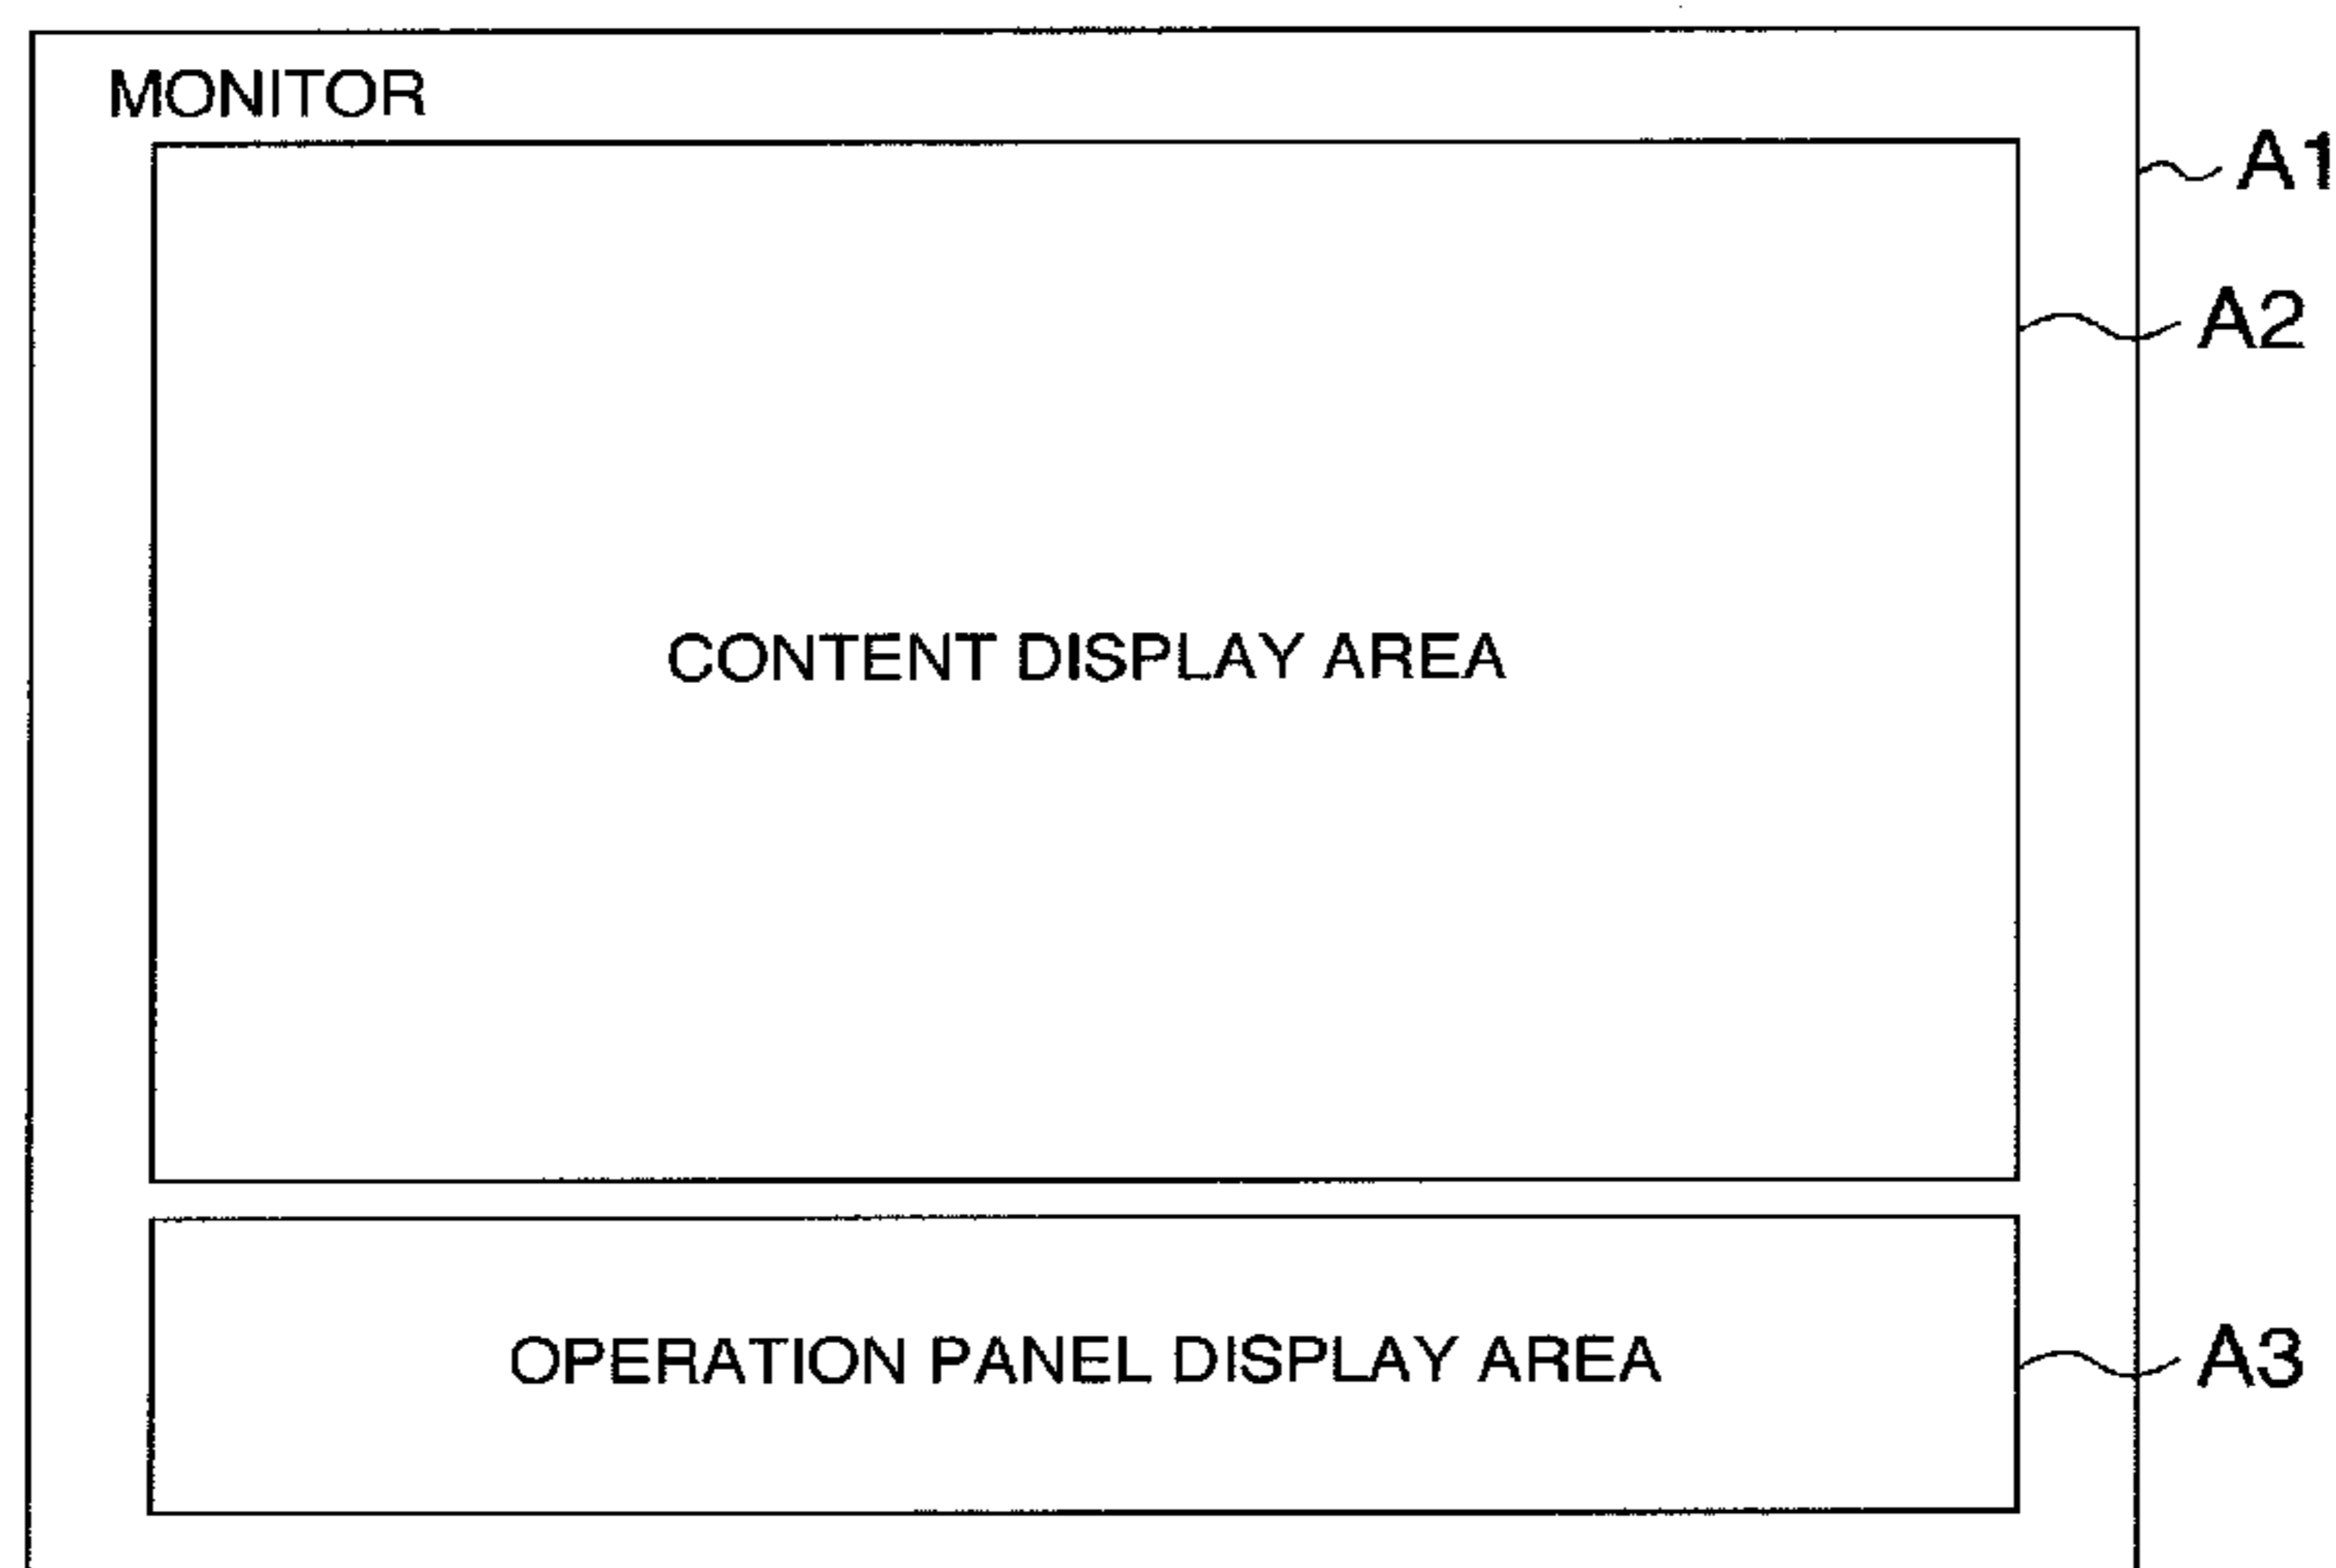 MONITOR
A1
A2
CONTENT DISPLAY AREA
OPERATION PANEL DISPLAY AREA
A3